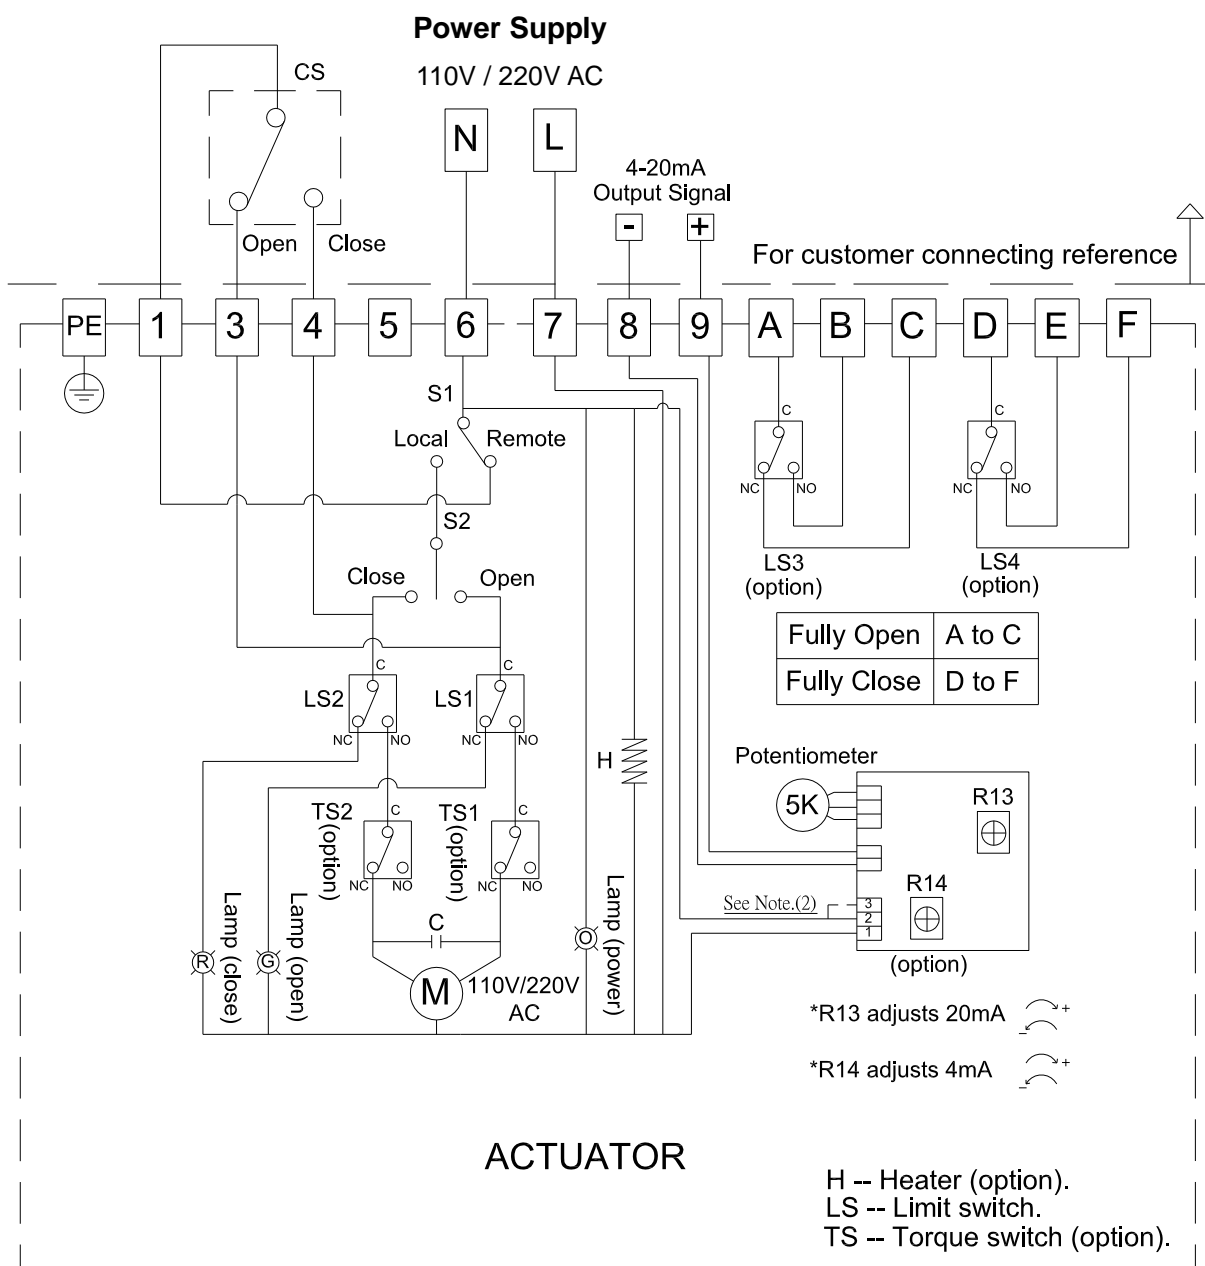 Power Supply
110V / 220V AC
CS
N
L
4-20mA
Output Signal
-
+
Open
Close
For customer connecting reference
PE
1
3
4
5
6
7
8
9
A
B
C
D
E
F
S1
Local
Remote
C
NC
NO
C
NC
NO
S2
LS3
(option)
LS4
(option)
Close
Open
Fully Open
A to C
Fully Close
D to F
C
C
LS2
LS1
NC
NO
NC
NO
H
Potentiometer
5K
R13
TS2
(option)
C
TS1
(option)
C
NC
NO
NC
NO
R14
See Note.(2)
3
2
1
Lamp (close)
Lamp (open)
C
Lamp (power)
R
G
O
(option)
M
110V/220V
AC
*R13 adjusts 20mA
+
-
*R14 adjusts 4mA
+
-
ACTUATOR
H -- Heater (option).
LS -- Limit switch.
TS -- Torque switch (option).